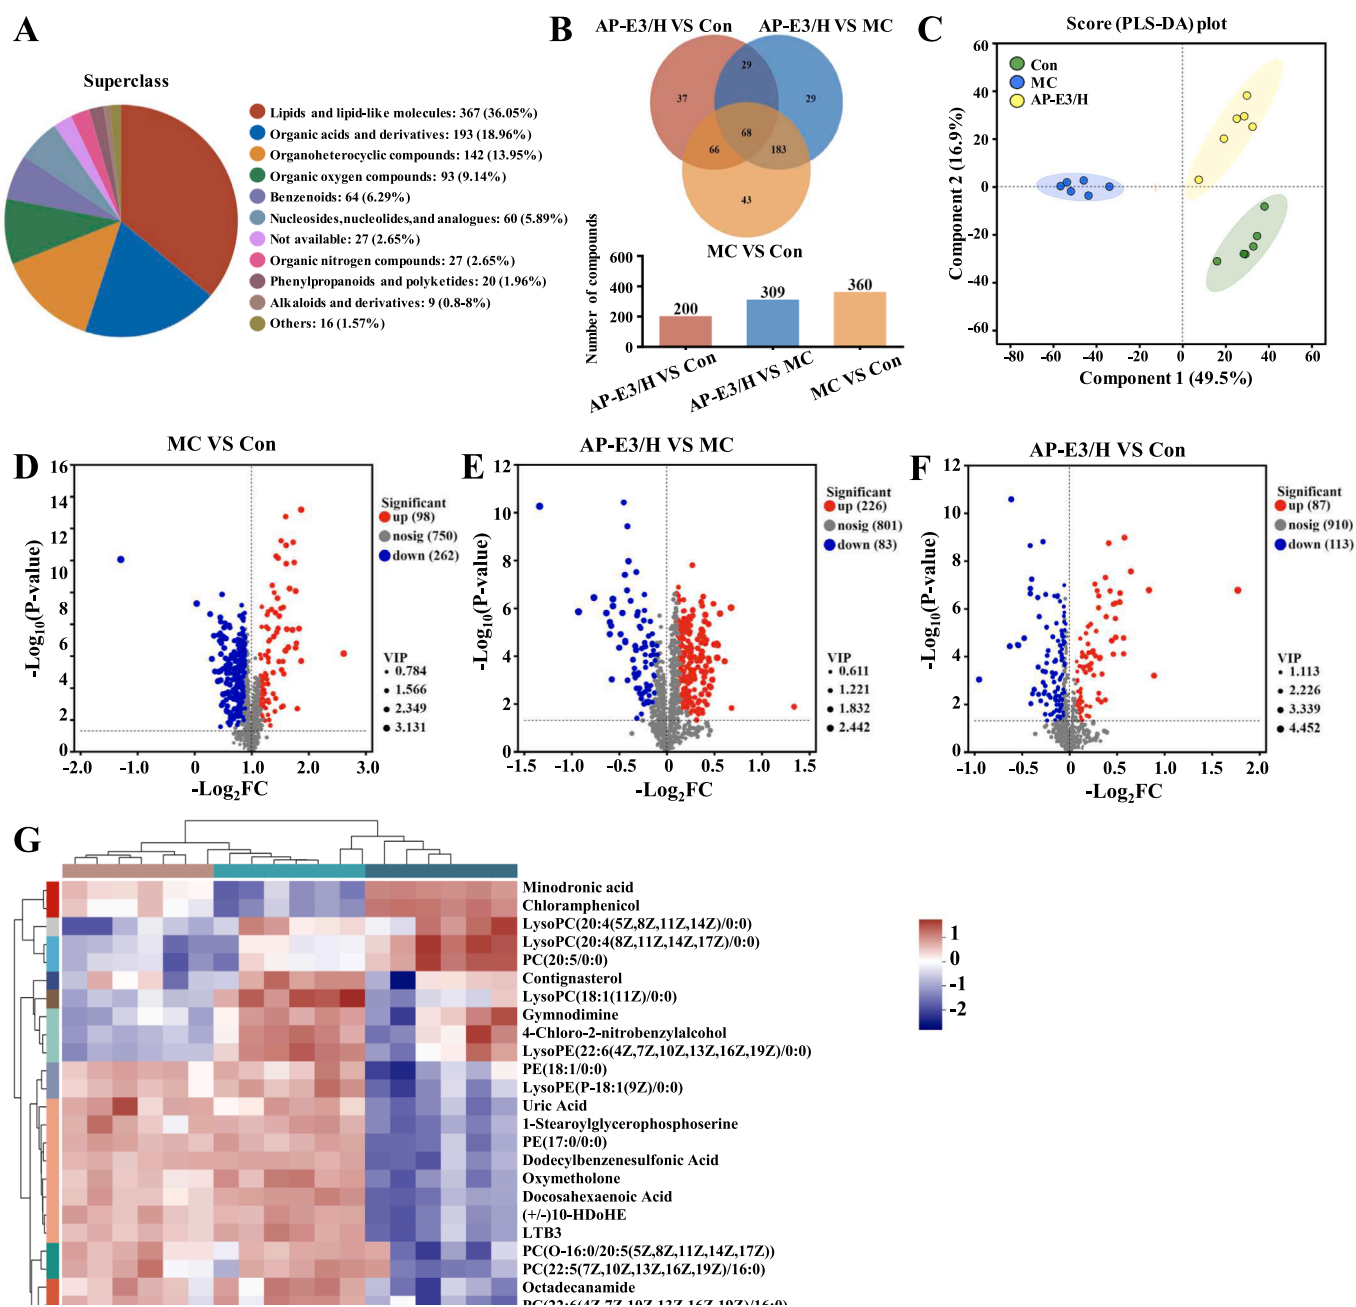 A
Superclass
Lipids and lipid-like molecules: 367 (36.05%)
Organic acids and derivatives: 193 (18.96%)
Organoheterocyclic compounds: 142 (13.95%)
Organic oxygen compounds: 93 (9.14%)
Benzenoids: 64 (6.29%)
Nucleosides,nucleolides,and analogues: 60 (5.89%)
Not available: 27 (2.65%)
Organic nitrogen compounds: 27 (2.65%)
Phenylpropanoids and polyketides: 20 (1.96%)
Alkaloids and derivatives: 9 (0.8-8%)
Others: 16 (1.57%)
B
AP-E3/H VS Con
AP-E3/H VS MC
29
37
29
68
66
183
43
MC VS Con
Number of compounds
600
400
200
0
200
309
360
AP-E3/H VS Con
AP-E3/H VS MC
MC VS Con
C
Score (PLS-DA) plot
Con
MC
AP-E3/H
Component 2 (16.9%)
60
40
20
0
-20
-40
-60
-80 -60 -40 -20 0 20 40 60
Component 1 (49.5%)
D
MC VS Con
-Log10(P-value)
16
14
12
10
8
6
4
2
0
-2.0 -1.0 0 1.0 2.0 3.0
-Log2FC
Significant
up (98)
nosig (750)
down (262)
VIP
0.784
1.566
2.349
3.131
E
AP-E3/H VS MC
-Log10((P-value)
12
10
8
6
4
2
0
-1.5 -1.0 -0.5 0 0.5 1.0 1.5
-Log2FC
Significant
up (226)
nosig (801)
down (83)
VIP
0.611
1.221
1.832
2.442
F
AP-E3/H VS Con
-Log10((P-value)
12
10
8
6
4
2
0
-1.0 -0.5 0 0.5 1.0 1.5 2.0
-Log2FC
Significant
up (87)
nosig (910)
down (113)
VIP
1.113
2.226
3.339
4.452
G
Minodronic acid
Chloramphenicol
LysoPC(20:4(5Z,8Z,11Z,14Z)/0:0)
LysoPC(20:4(8Z,11Z,14Z,17Z)/0:0)
PC(20:5/0:0)
Contignasterol
LysoPC(18:1(11Z)/0:0)
Gymnodimine
4-Chloro-2-nitrobenzylalcohol
LysoPE(22:6(4Z,7Z,10Z,13Z,16Z,19Z)/0:0)
PE(18:1/0:0)
LysoPE(P-18:1(9Z)/0:0)
Uric Acid
1-Stearoylglycerophosphoserine
PE(17:0/0:0)
Dodecylbenzenesulfonic Acid
Oxymetholone
Docosahexaenoic Acid
(+/-)10-HDoHE
LTB3
PC(O-16:0/20:5(5Z,8Z,11Z,14Z,17Z))
PC(22:5(7Z,10Z,13Z,16Z,19Z)/16:0)
Octadecanamide
PC(22:6(4Z,7Z,10Z,13Z,16Z,19Z)/16:0)
1
0
-1
-2